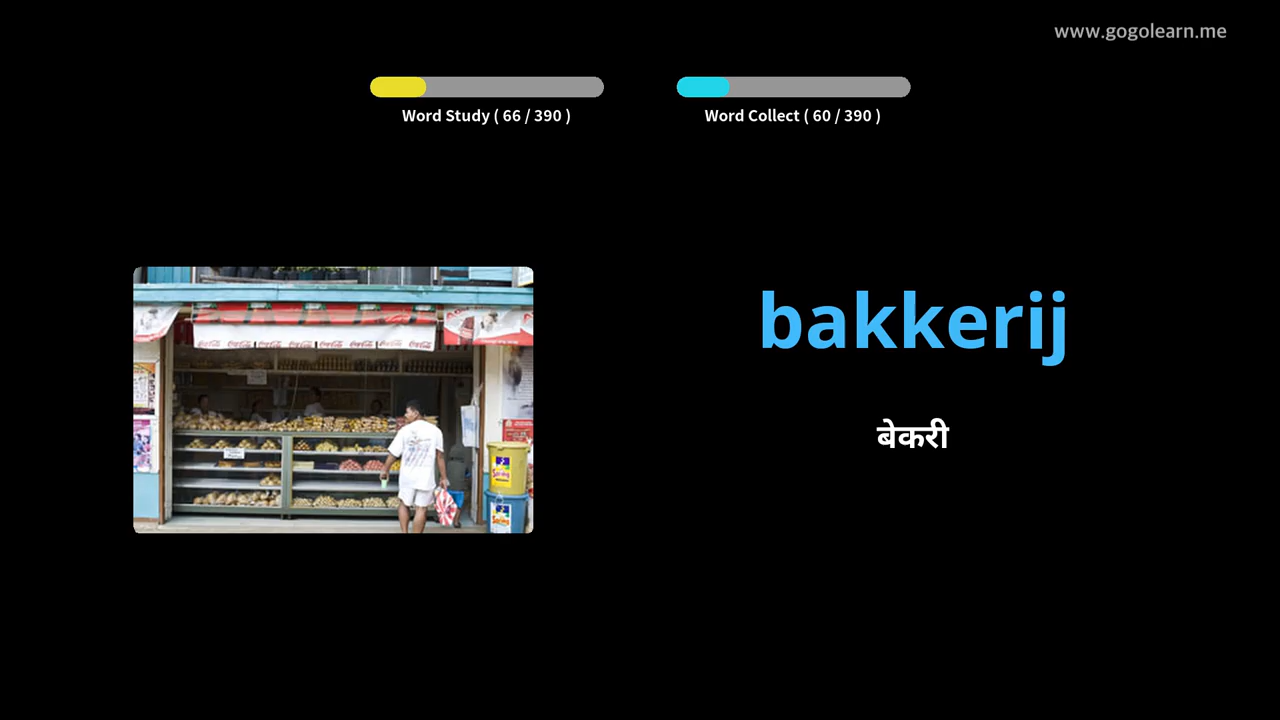 www.gogolearn.me
Word Study ( 66 / 390 )
Word Collect ( 60 / 390 )
bakkerij
बेकरी